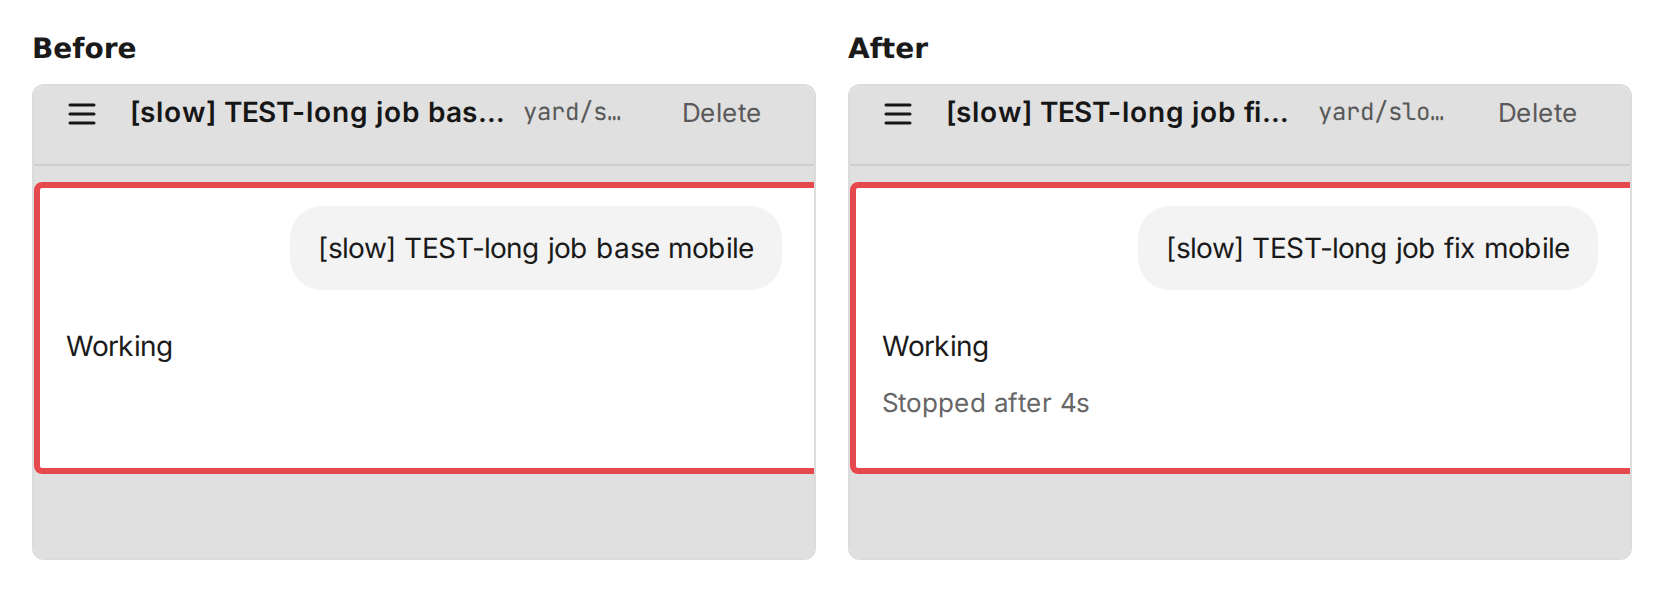 Before
[slow] TEST-long job bas... yard/s... Delete
[slow] TEST-long job base mobile
Working
After
[slow] TEST-long job fi... yard/slo... Delete
[slow] TEST-long job fix mobile
Working
Stopped after 4s